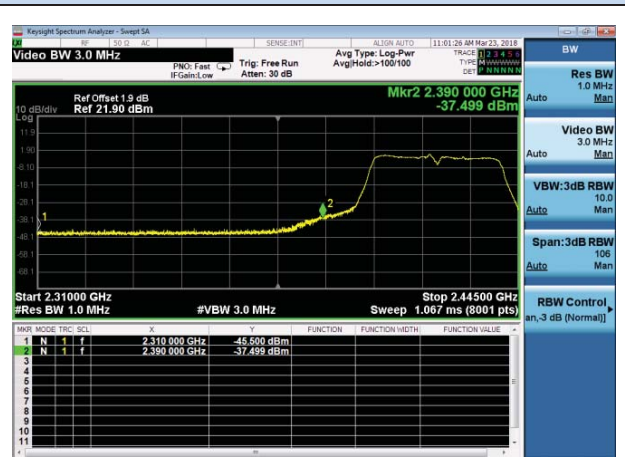 Keysight Spectrum Analyzer - Swept SA
RF 50 Ω AC SENSE:INT ALIGN AUTO 11:01:26 AM Mar 23, 2018
Video BW 3.0 MHz
PNO: Fast
IFGain:Low
Trig: Free Run
Atten: 30 dB
Avg Type: Log-Pwr
Avg|Hold:>100/100
TRACE 1 2 3 4 5 6
TYPE M W W W W W
DET P N N N N N
Ref Offset 1.9 dB
10 dB/div Ref 21.90 dBm
Mkr2 2.390 000 GHz
-37.499 dBm
Log
11.9
1.90
-8.10
-18.1
-28.1
-38.1
-48.1
-58.1
-68.1
1
2
Start 2.31000 GHz
#Res BW 1.0 MHz
#VBW 3.0 MHz
Stop 2.44500 GHz
Sweep 1.067 ms (8001 pts)
MKR MODE TRC SCL X Y FUNCTION FUNCTION WIDTH FUNCTION VALUE
1 N 1 f 2.310 000 GHz -45.500 dBm
2 N 1 f 2.390 000 GHz -37.499 dBm
3
4
5
6
7
8
9
10
11
BW
Res BW
1.0 MHz
Auto Man
Video BW
3.0 MHz
Auto Man
VBW:3dB RBW
10.0
Auto Man
Span:3dB RBW
106
Auto Man
RBW Control
an,-3 dB (Normal)]